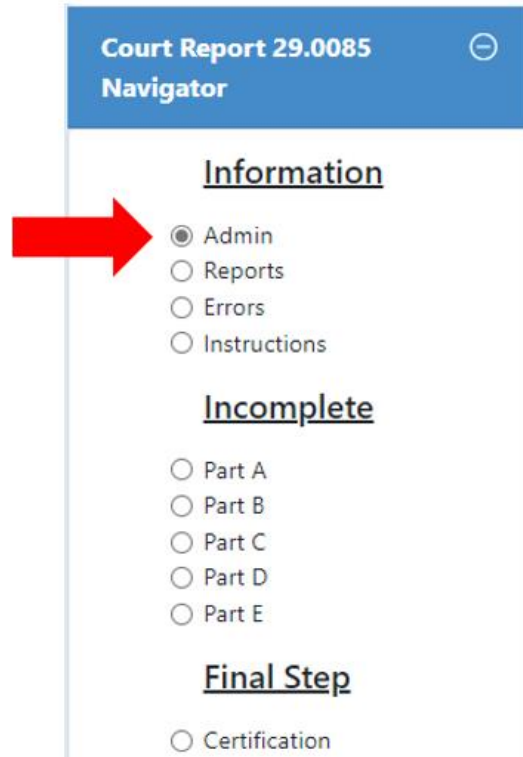 Court Report 29.0085
Navigator
Information
Admin
Reports
Errors
Instructions
Incomplete
Part A
Part B
Part C
Part D
Part E
Final Step
Certification